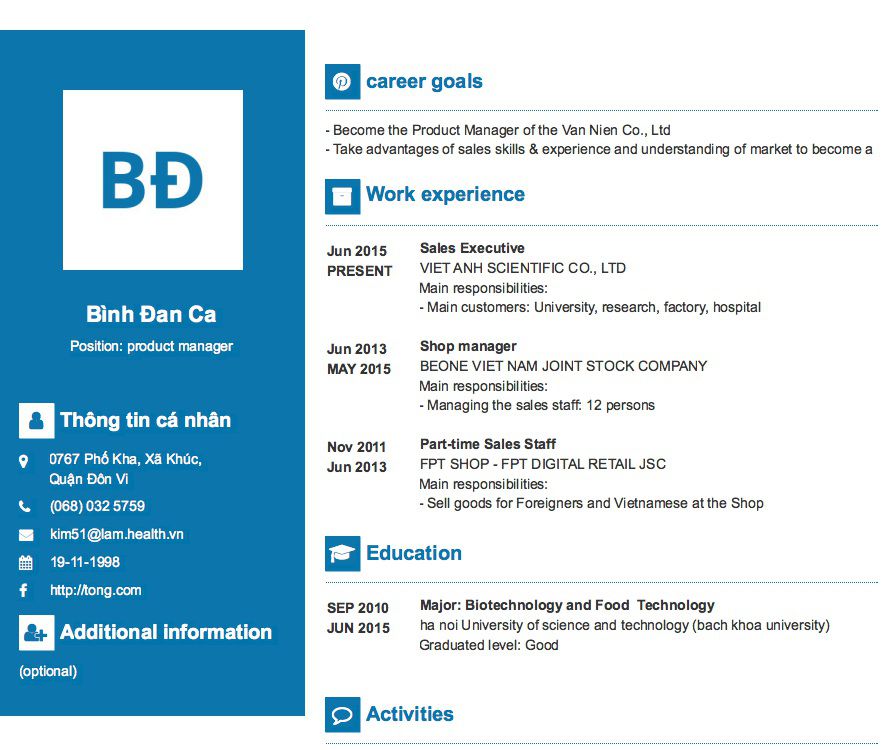 BĐ
Bình Đan Ca
Position: product manager
Thông tin cá nhân
0767 Phố Kha, Xã Khúc,
Quận Đôn Vi
(068) 032 5759
kim51@lam.health.vn
19-11-1998
http://tong.com
Additional information
(optional)
career goals
- Become the Product Manager of the Van Nien Co., Ltd
- Take advantages of sales skills & experience and understanding of market to become a
Work experience
Jun 2015
PRESENT
Sales Executive
VIET ANH SCIENTIFIC CO., LTD
Main responsibilities:
- Main customers: University, research, factory, hospital
Jun 2013
MAY 2015
Shop manager
BEONE VIET NAM JOINT STOCK COMPANY
Main responsibilities:
- Managing the sales staff: 12 persons
Nov 2011
Jun 2013
Part-time Sales Staff
FPT SHOP - FPT DIGITAL RETAIL JSC
Main responsibilities:
- Sell goods for Foreigners and Vietnamese at the Shop
Education
SEP 2010
JUN 2015
Major: Biotechnology and Food Technology
ha noi University of science and technology (bach khoa university)
Graduated level: Good
Activities